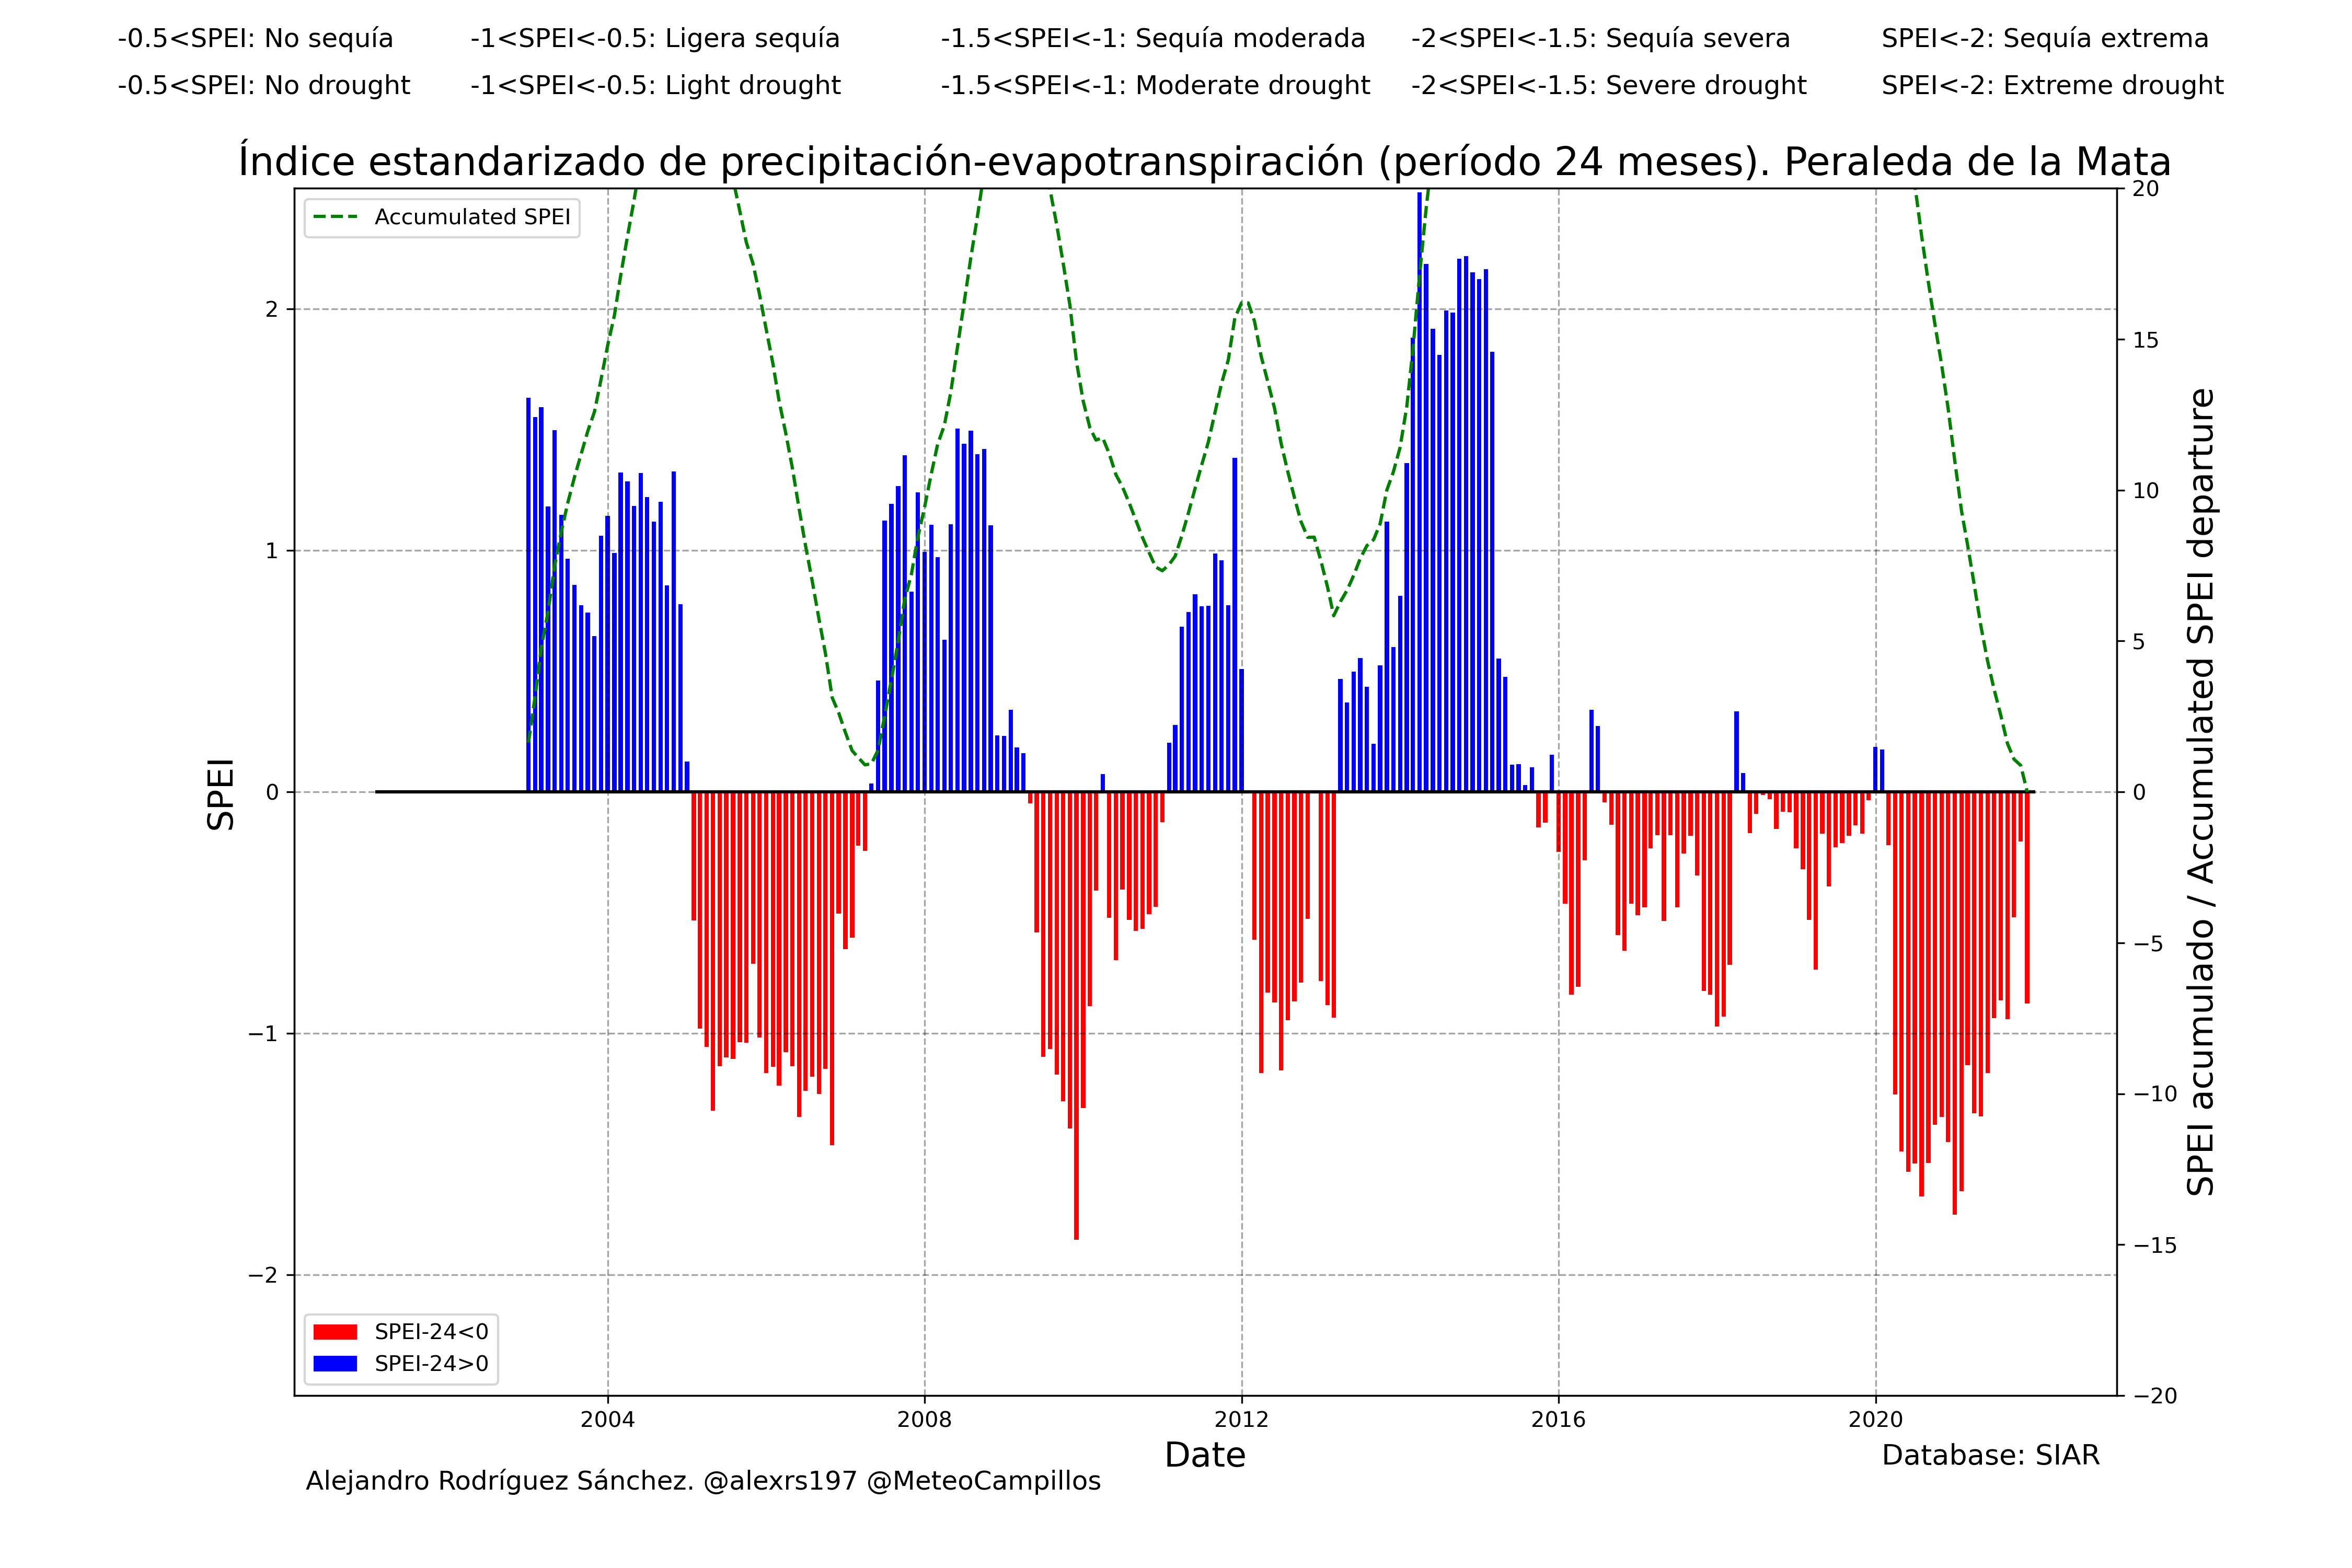 -0.5<SPEI: No sequía -1<SPEI<-0.5: Ligera sequía -1.5<SPEI<-1: Sequía moderada -2<SPEI<-1.5: Sequía severa SPEI<-2: Sequía extrema
-0.5<SPEI: No drought -1<SPEI<-0.5: Light drought -1.5<SPEI<-1: Moderate drought -2<SPEI<-1.5: Severe drought SPEI<-2: Extreme drought
Índice estandarizado de precipitación-evapotranspiración (período 24 meses). Peraleda de la Mata
Accumulated SPEI
SPEI
2
1
0
−1
−2
20
15
10
5
0
−5
−10
−15
−20
SPEI acumulado / Accumulated SPEI departure
SPEI-24<0
SPEI-24>0
2004 2008 2012 2016 2020
Date
Database: SIAR
Alejandro Rodríguez Sánchez. @alexrs197 @MeteoCampillos